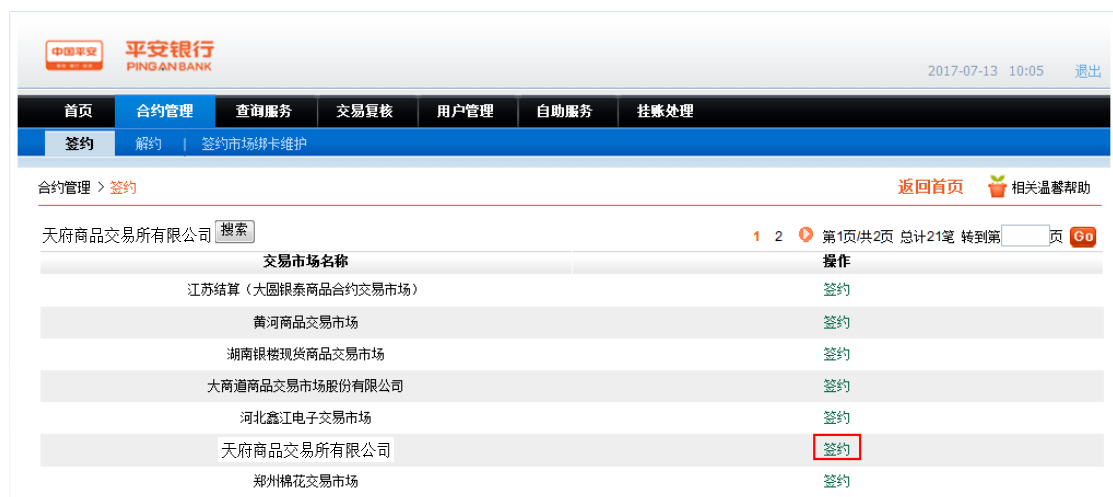 中国平安
平安银行
PINGAN BANK
2017-07-13 10:05 退出
首页 合约管理 查询服务 交易复核 用户管理 自助服务 挂账处理
签约 解约 | 签约市场绑卡维护
合约管理 > 签约 返回首页 相关温馨帮助
天府商品交易所有限公司 搜索 1 2 第1页/共2页 总计21笔 转到第 页 Go
交易市场名称 操作
江苏结算（大圆银泰商品合约交易市场） 签约
黄河商品交易市场 签约
湖南银楼现货商品交易市场 签约
大商道商品交易市场股份有限公司 签约
河北鑫江电子交易市场 签约
天府商品交易所有限公司 签约
郑州棉花交易市场 签约